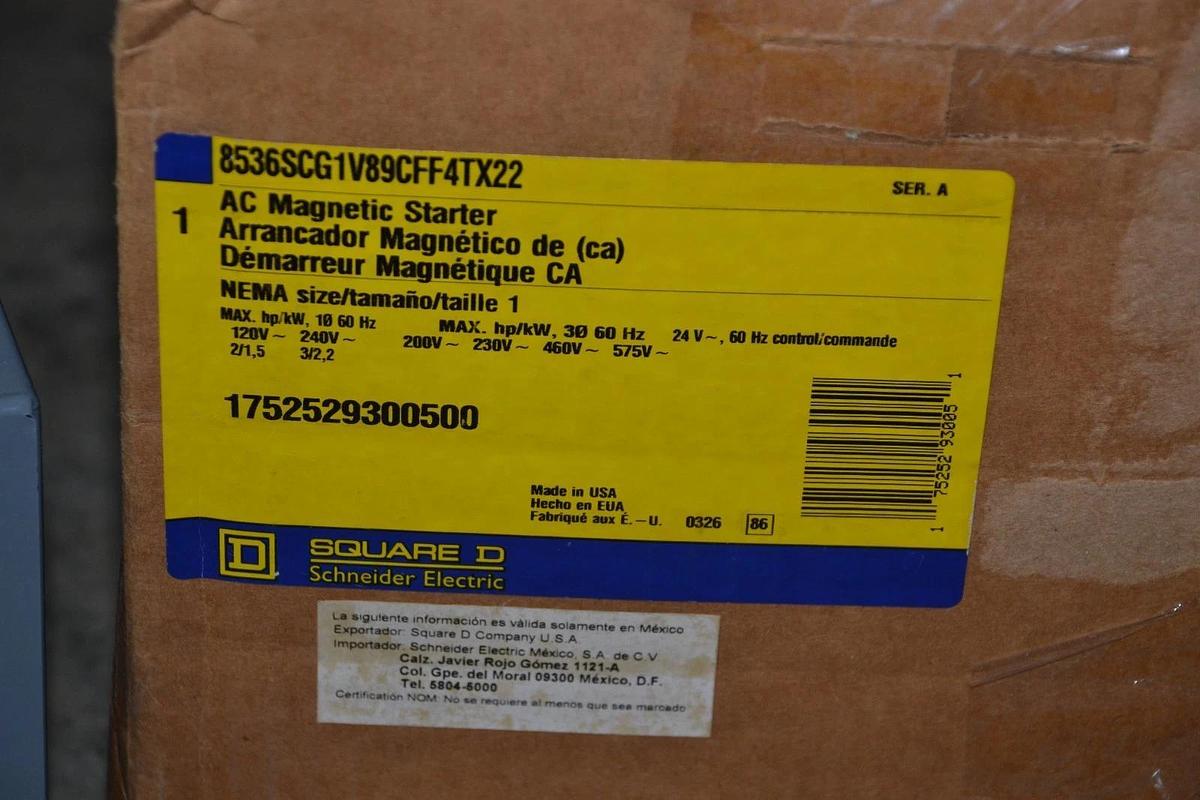 8536SCG1V89CFF4TX22
SER. A
1
AC Magnetic Starter
Arrancador Magnético de (ca)
Démarreur Magnétique CA
NEMA size/tamaño/taille 1
MAX. hp/kW, 1Ø 60 Hz
120V~ 240V~
2/1,5 3/2,2
MAX. hp/kW, 3Ø 60 Hz
200V~ 230V~ 460V~ 575V~
24 V~, 60 Hz control/commande
1752529300500
1 75252 93005 1
Made in USA
Hecho en EUA
Fabriqué aux É.-U. 0326 86
D
SQUARE D
Schneider Electric
La siguiente información es válida solamente en México
Exportador: Square D Company U.S.A.
Importador: Schneider Electric México, S.A. de C.V
Calz. Javier Rojo Gómez 1121-A
Col. Gpe. del Moral 09300 México, D.F.
Tel. 5804-5000
Certification NOM: No se requiere al menos que sea marcado